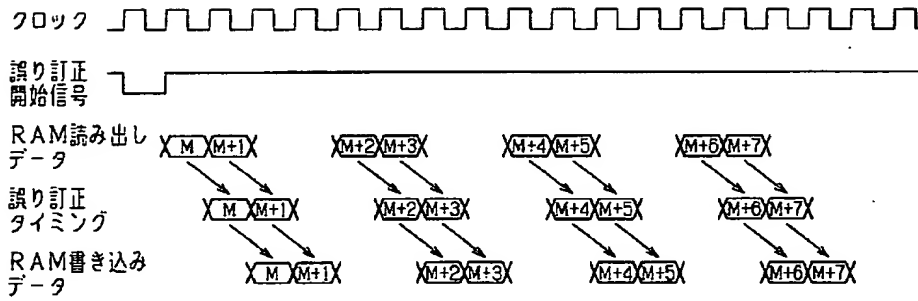 クロック
誤り訂正
開始信号
RAM読み出し
データ
M M+1 M+2 M+3 M+4 M+5 M+6 M+7
誤り訂正
タイミング
M M+1 M+2 M+3 M+4 M+5 M+6 M+7
RAM書き込み
データ
M M+1 M+2 M+3 M+4 M+5 M+6 M+7